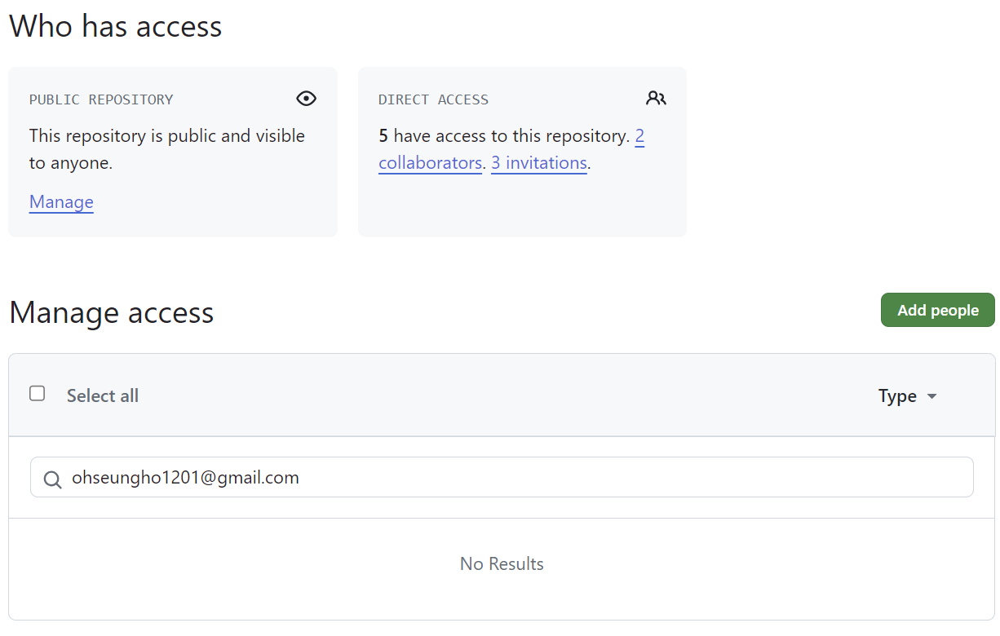 Who has access
PUBLIC REPOSITORY
This repository is public and visible
to anyone.
Manage
DIRECT ACCESS
5 have access to this repository. 2
collaborators. 3 invitations.
Manage access
Add people
Select all
Type
ohseungho1201@gmail.com
No Results